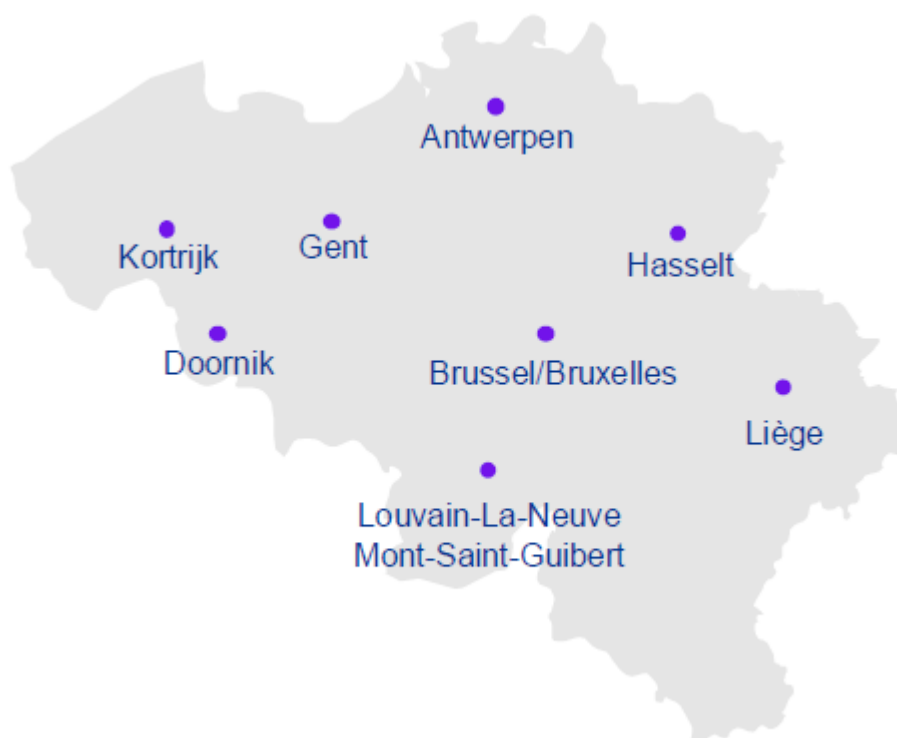 Antwerpen
Kortrijk
Gent
Hasselt
Doornik
Brussel/Bruxelles
Liège
Louvain-La-Neuve
Mont-Saint-Guibert